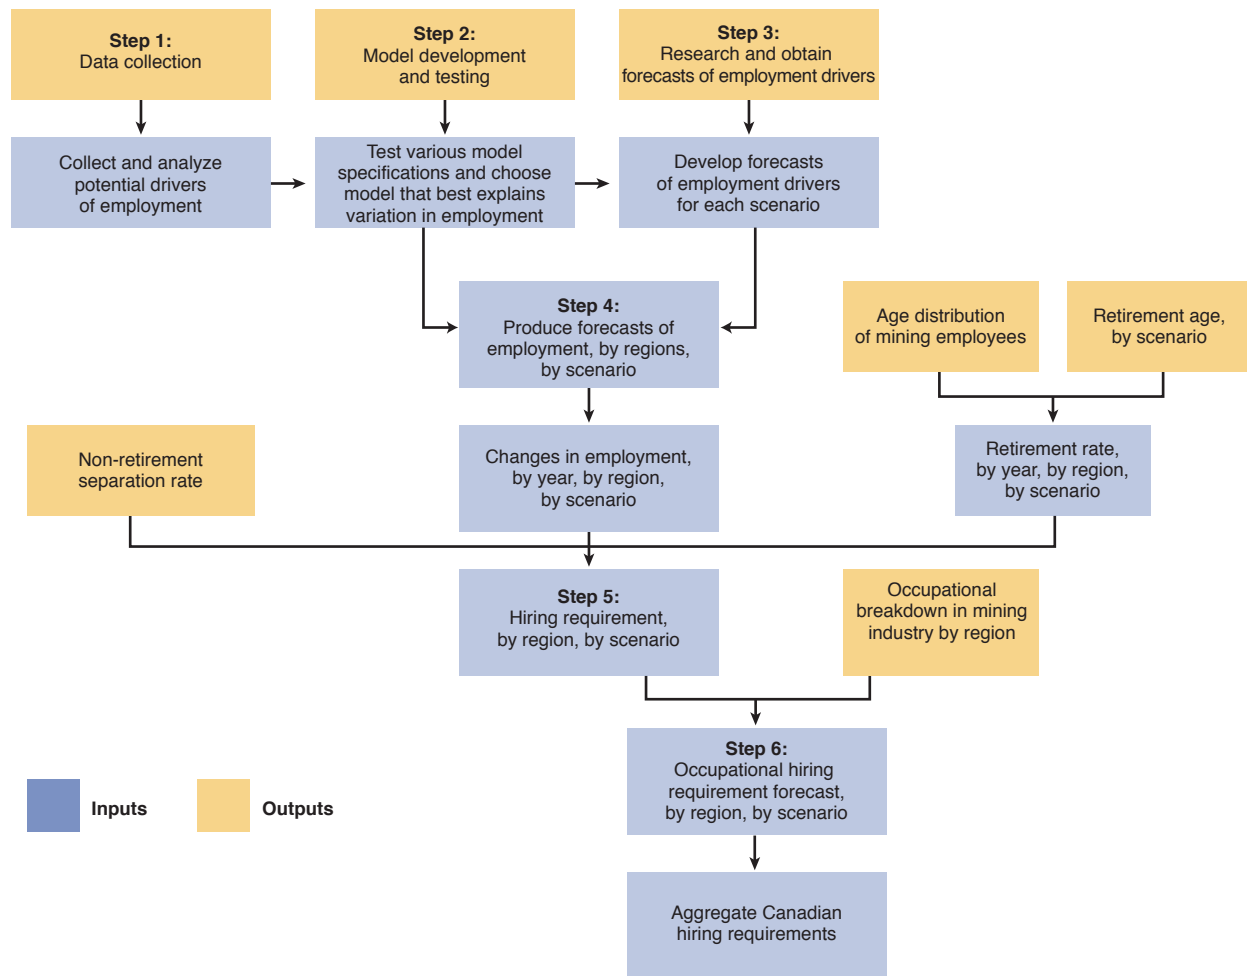 Step 1:
Data collection
Step 2:
Model development
and testing
Step 3:
Research and obtain
forecasts of employment drivers
Collect and analyze
potential drivers
of employment
Test various model
specifications and choose
model that best explains
variation in employment
Develop forecasts
of employment drivers
for each scenario
Step 4:
Produce forecasts of
employment, by regions,
by scenario
Age distribution
of mining employees
Retirement age,
by scenario
Non-retirement
separation rate
Changes in employment,
by year, by region,
by scenario
Retirement rate,
by year, by region,
by scenario
Step 5:
Hiring requirement,
by region, by scenario
Occupational
breakdown in mining
industry by region
Step 6:
Occupational hiring
requirement forecast,
by region, by scenario
Inputs
Outputs
Aggregate Canadian
hiring requirements